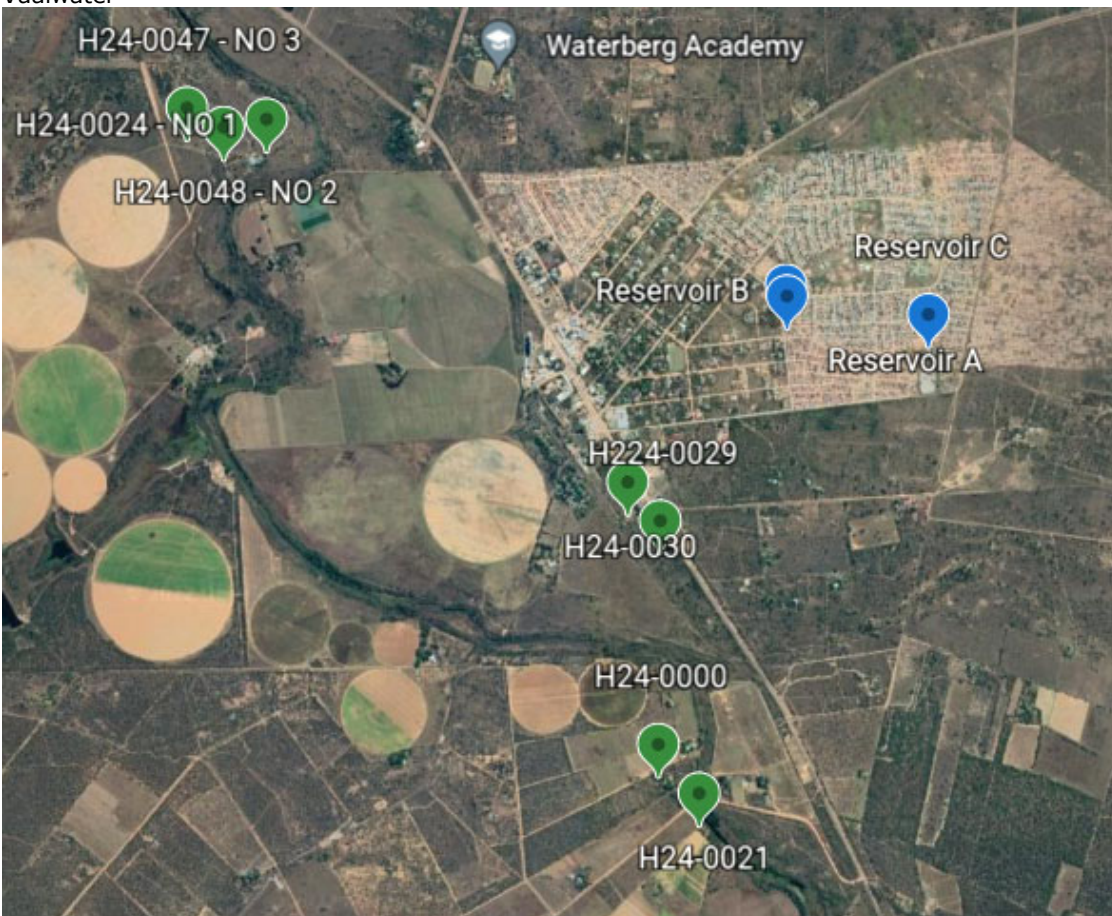 Vaalwater
H24-0047 - NO 3
Waterberg Academy
H24-0024 - NO 1
H24-0048 - NO 2
Reservoir C
Reservoir B
Reservoir A
H224-0029
H24-0030
H24-0000
H24-0021